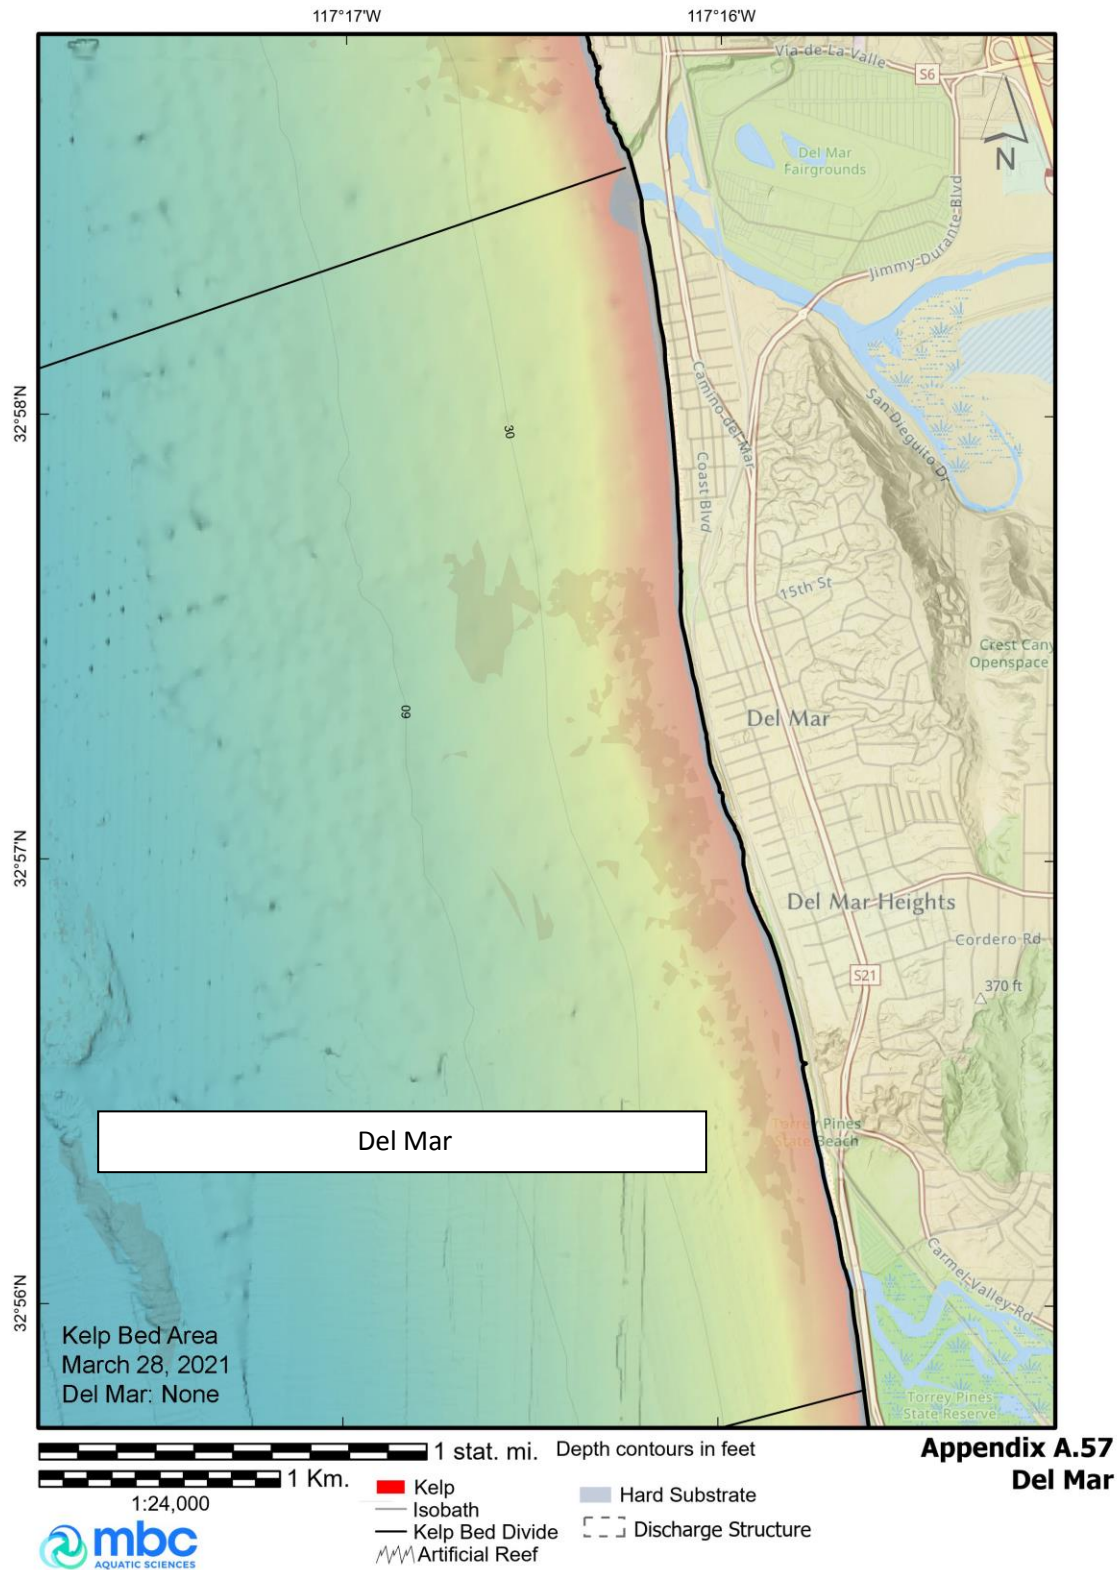 117°17'W
117°16'W
Via de La Valle
S6
N
Del Mar
Fairgrounds
Jimmy Durante Blvd
32°58'N
30
Camino del Mar
Coast Blvd
San Dieguito Dr
15th St
Crest Cany
Openspace
60
Del Mar
32°57'N
Del Mar Heights
Cordero Rd
S21
370 ft
Torrey Pines
State Beach
Del Mar
Carmel Valley Rd
32°56'N
Kelp Bed Area
March 28, 2021
Del Mar: None
Torrey Pines
State Reserve
1 stat. mi.
Depth contours in feet
Appendix A.57
Del Mar
1 Km.
1:24,000
Kelp
Isobath
Kelp Bed Divide
Artificial Reef
Hard Substrate
Discharge Structure
mbc
AQUATIC SCIENCES